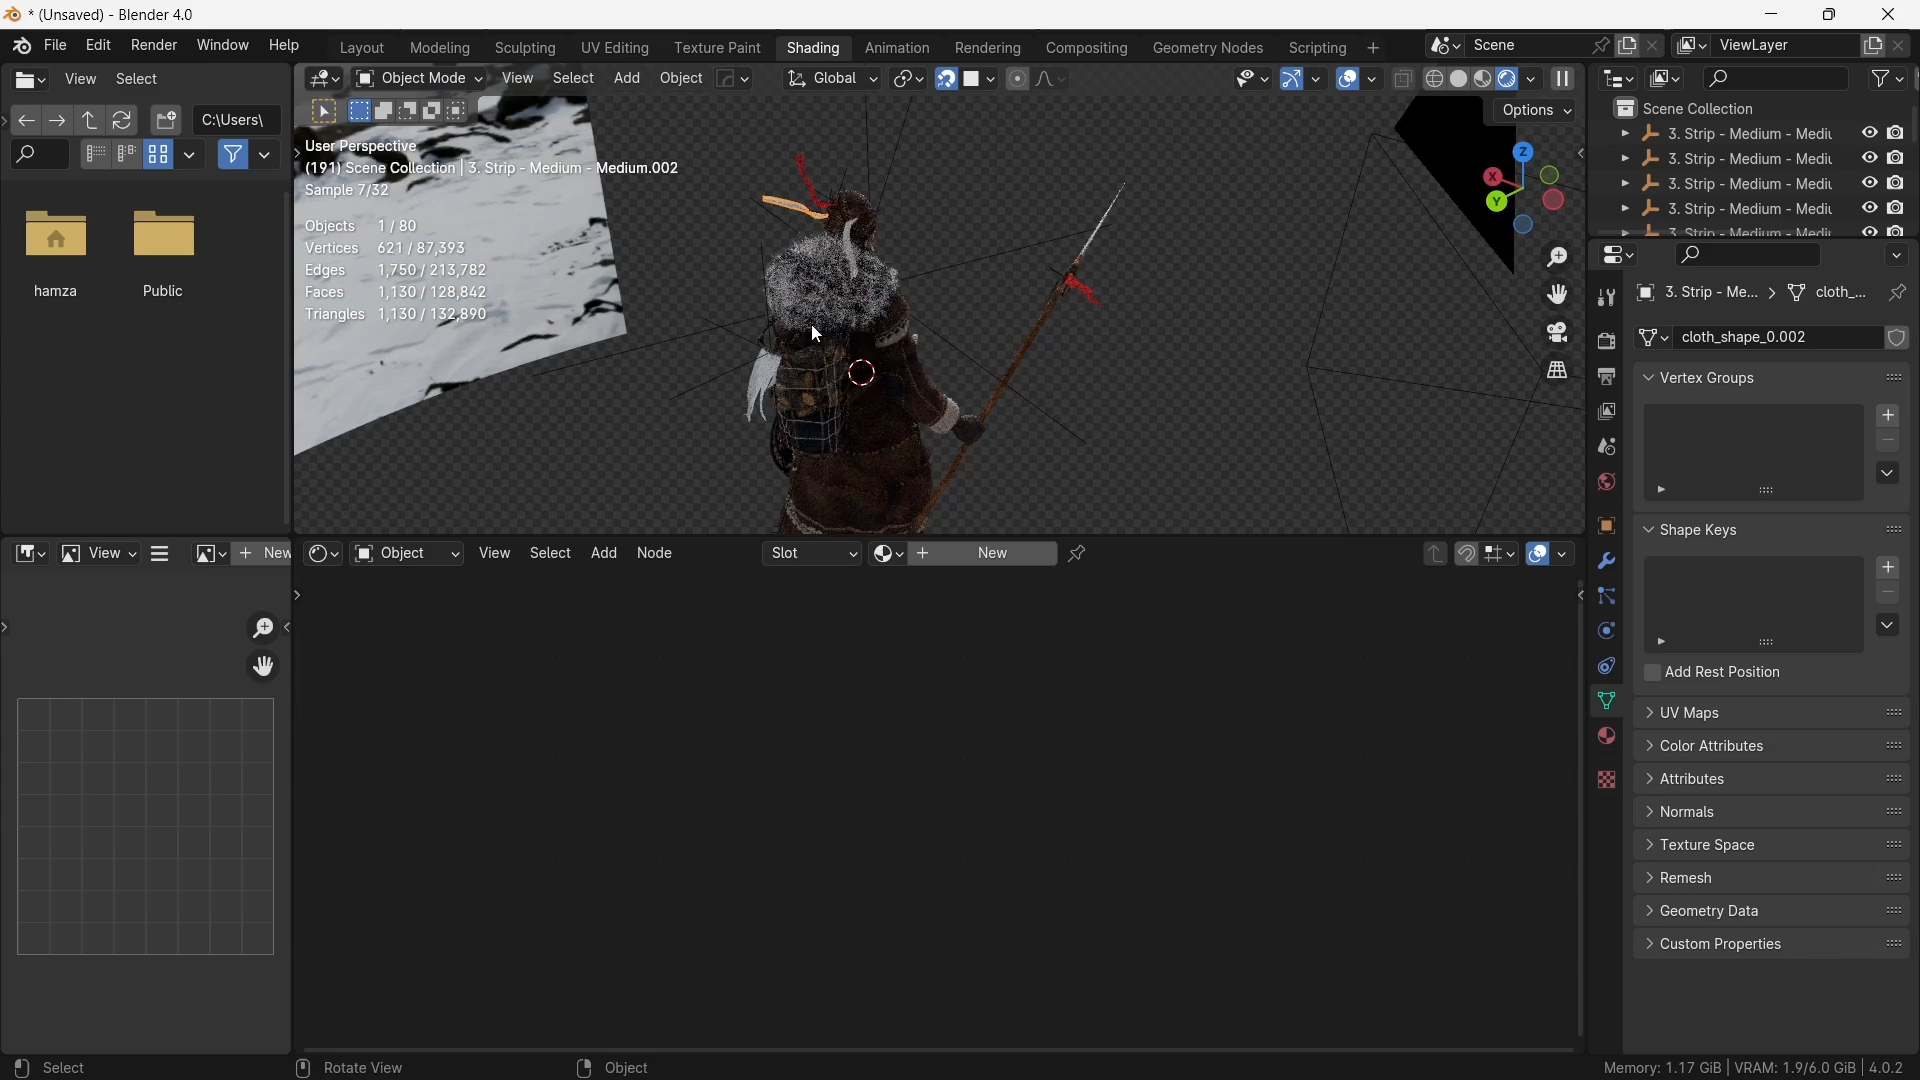 * (Unsaved) - Blender 4.0
File Edit Render Window Help Layout Modeling Sculpting UV Editing Texture Paint Shading Animation Rendering Compositing Geometry Nodes Scripting + Scene ViewLayer
View Select
Object Mode View Select Add Object Global
C:\Users\
Options
User Perspective
(191) Scene Collection | 3. Strip - Medium - Medium.002
Sample 7/32
Objects 1 / 80
Vertices 621 / 87,393
Edges 1,750 / 213,782
Faces 1,130 / 128,842
Triangles 1,130 / 132,890
hamza Public
Z
X
Y
Scene Collection
3. Strip - Medium - Mediu
3. Strip - Medium - Mediu
3. Strip - Medium - Mediu
3. Strip - Medium - Mediu
3. Strip - Medium - Mediu
3. Strip - Me... > cloth_...
cloth_shape_0.002
Vertex Groups
Shape Keys
Add Rest Position
UV Maps
Color Attributes
Attributes
Normals
Texture Space
Remesh
Geometry Data
Custom Properties
View + New
Object View Select Add Node Slot + New
Select Rotate View Object
Memory: 1.17 GiB | VRAM: 1.9/6.0 GiB | 4.0.2